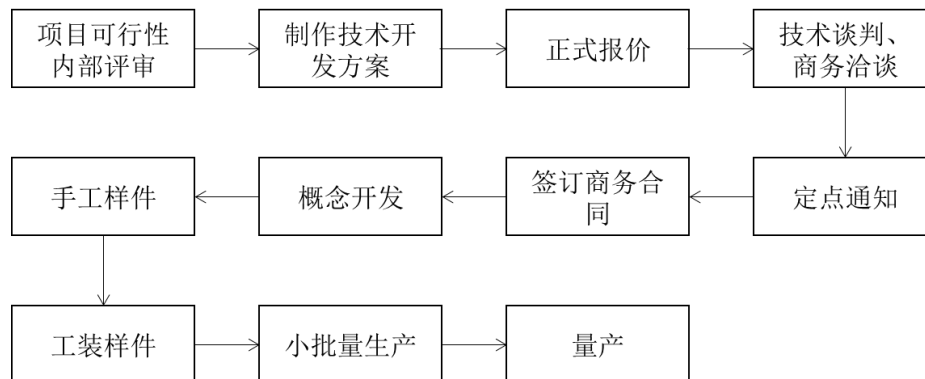 项目可行性
内部评审
制作技术开
发方案
正式报价
技术谈判、
商务洽谈
定点通知
签订商务合
同
概念开发
手工样件
工装样件
小批量生产
量产